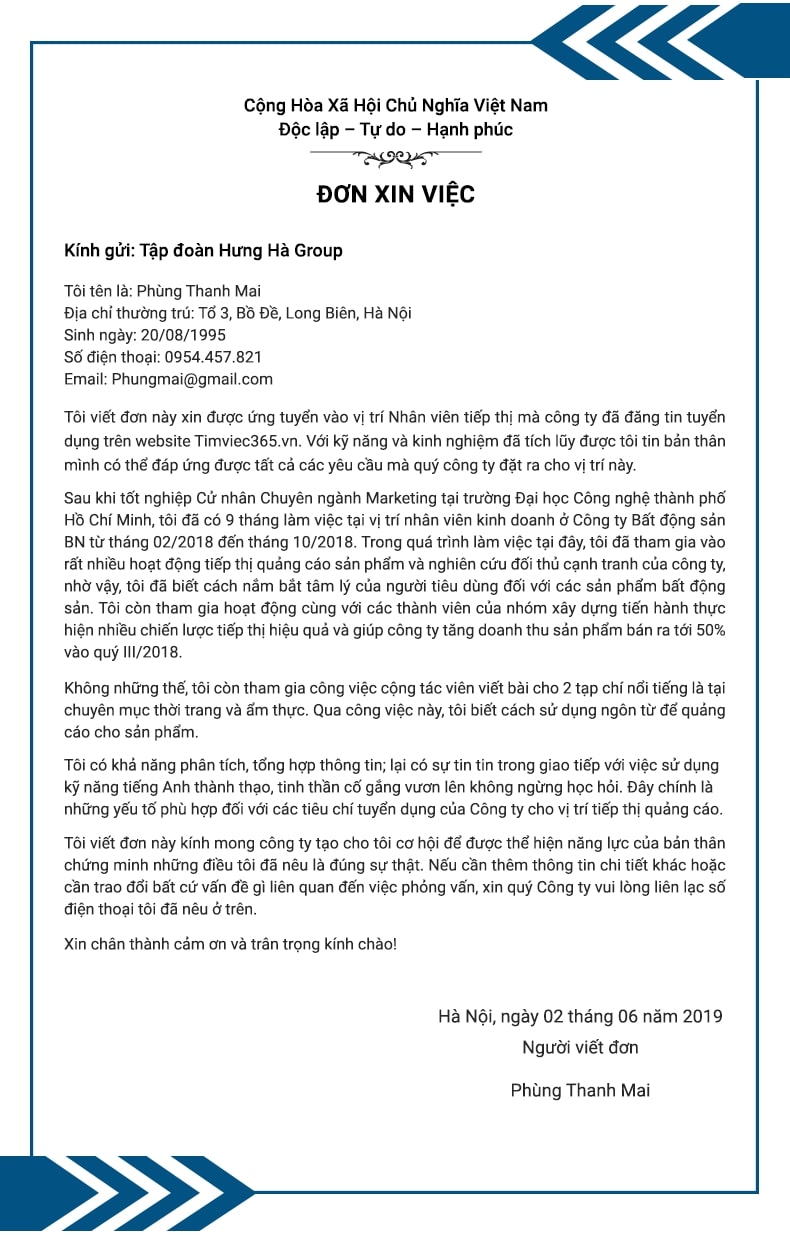 Cộng Hòa Xã Hội Chủ Nghĩa Việt Nam
Độc lập – Tự do – Hạnh phúc
ĐƠN XIN VIỆC
Kính gửi: Tập đoàn Hưng Hà Group
Tôi tên là: Phùng Thanh Mai
Địa chỉ thường trú: Tổ 3, Bồ Đề, Long Biên, Hà Nội
Sinh ngày: 20/08/1995
Số điện thoại: 0954.457.821
Email: Phungmai@gmail.com
Tôi viết đơn này xin được ứng tuyển vào vị trí Nhân viên tiếp thị mà công ty đã đăng tin tuyển
dụng trên website Timviec365.vn. Với kỹ năng và kinh nghiệm đã tích lũy được tôi tin bản thân
mình có thể đáp ứng được tất cả các yêu cầu mà quý công ty đặt ra cho vị trí này.
Sau khi tốt nghiệp Cử nhân Chuyên ngành Marketing tại trường Đại học Công nghệ thành phố
Hồ Chí Minh, tôi đã có 9 tháng làm việc tại vị trí nhân viên kinh doanh ở Công ty Bất động sản
BN từ tháng 02/2018 đến tháng 10/2018. Trong quá trình làm việc tại đây, tôi đã tham gia vào
rất nhiều hoạt động tiếp thị quảng cáo sản phẩm và nghiên cứu đối thủ cạnh tranh của công ty,
nhờ vậy, tôi đã biết cách nắm bắt tâm lý của người tiêu dùng đối với các sản phẩm bất động
sản. Tôi còn tham gia hoạt động cùng với các thành viên của nhóm xây dựng tiến hành thực
hiện nhiều chiến lược tiếp thị hiệu quả và giúp công ty tăng doanh thu sản phẩm bán ra tới 50%
vào quý III/2018.
Không những thế, tôi còn tham gia công việc cộng tác viên viết bài cho 2 tạp chí nổi tiếng là tại
chuyên mục thời trang và ẩm thực. Qua công việc này, tôi biết cách sử dụng ngôn từ để quảng
cáo cho sản phẩm.
Tôi có khả năng phân tích, tổng hợp thông tin; lại có sự tin tin trong giao tiếp với việc sử dụng
kỹ năng tiếng Anh thành thạo, tinh thần cố gắng vươn lên không ngừng học hỏi. Đây chính là
những yếu tố phù hợp đối với các tiêu chí tuyển dụng của Công ty cho vị trí tiếp thị quảng cáo.
Tôi viết đơn này kính mong công ty tạo cho tôi cơ hội để được thể hiện năng lực của bản thân
chứng minh những điều tôi đã nêu là đúng sự thật. Nếu cần thêm thông tin chi tiết khác hoặc
cần trao đổi bất cứ vấn đề gì liên quan đến việc phỏng vấn, xin quý Công ty vui lòng liên lạc số
điện thoại tôi đã nêu ở trên.
Xin chân thành cảm ơn và trân trọng kính chào!
Hà Nội, ngày 02 tháng 06 năm 2019
Người viết đơn
Phùng Thanh Mai